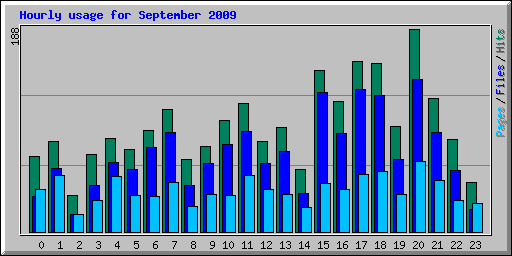 Hourly usage for September 2009
188
Pages/Files/Hits
0 1 2 3 4 5 6 7 8 9 10 11 12 13 14 15 16 17 18 19 20 21 22 23